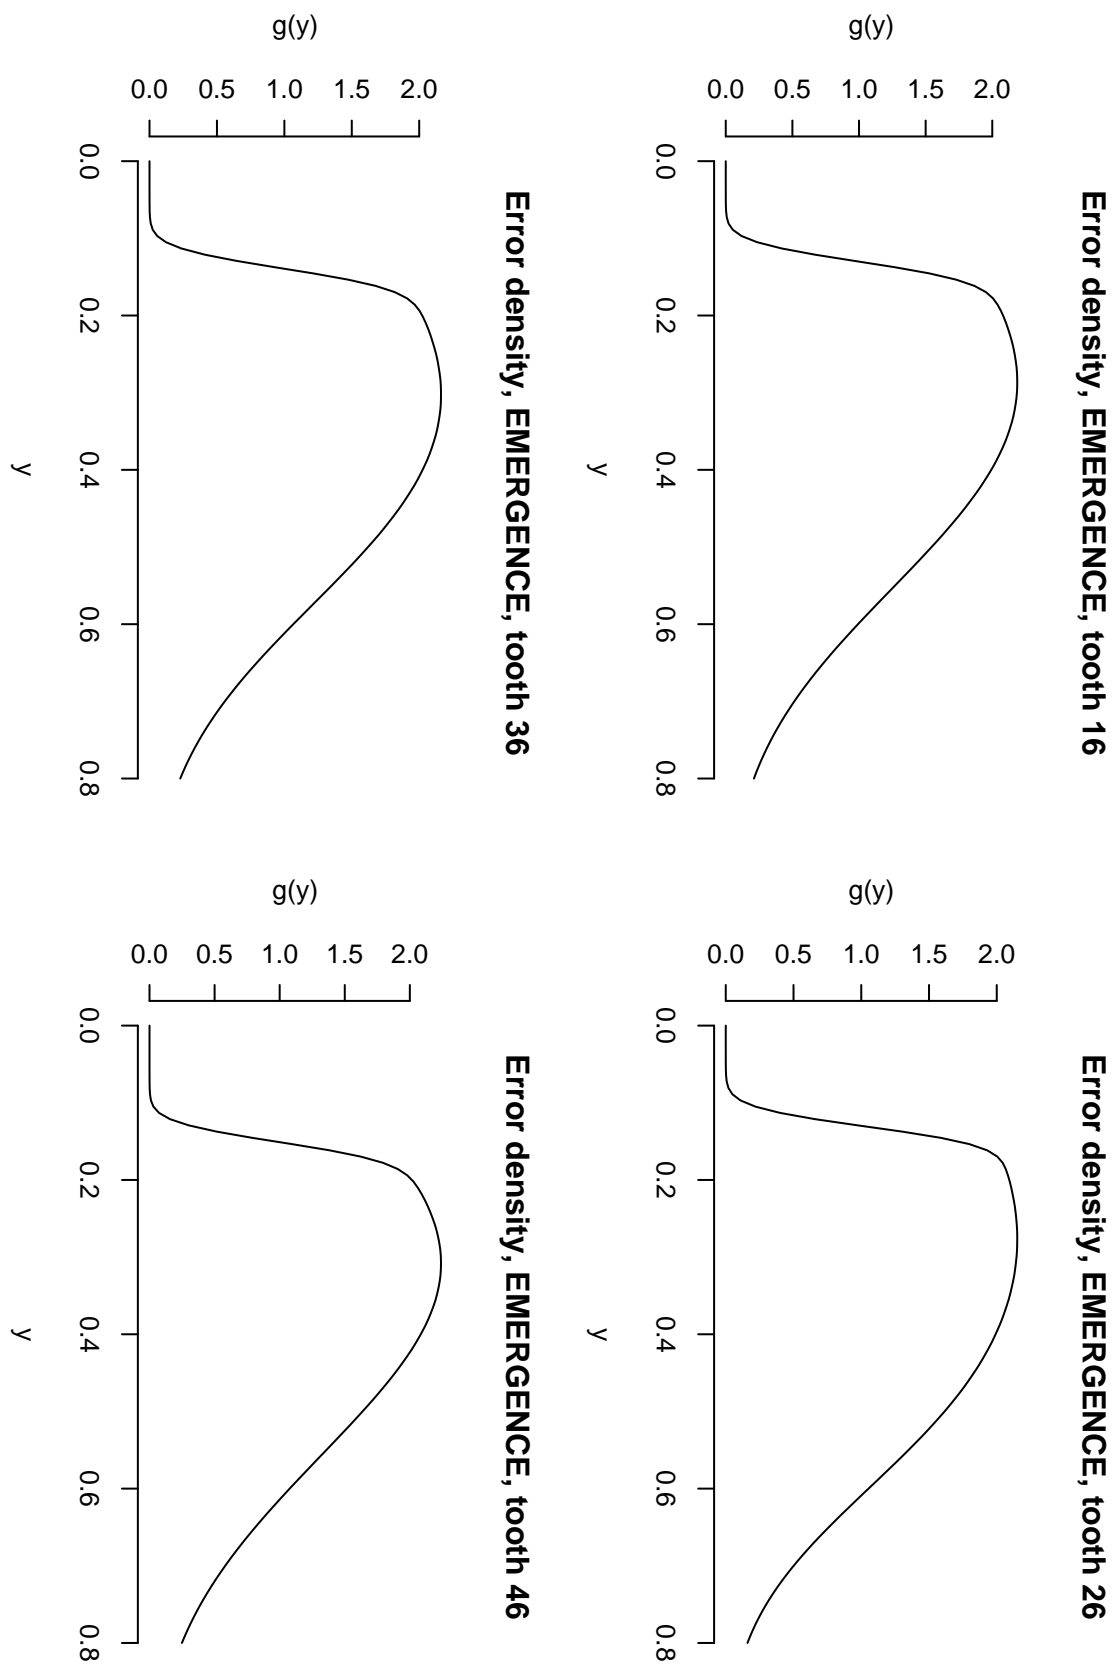 Error density, EMERGENCE, tooth 16
g(y)
0.0 0.5 1.0 1.5 2.0
0.0 0.2 0.4 0.6 0.8
y
Error density, EMERGENCE, tooth 26
g(y)
0.0 0.5 1.0 1.5 2.0
0.0 0.2 0.4 0.6 0.8
y
Error density, EMERGENCE, tooth 36
g(y)
0.0 0.5 1.0 1.5 2.0
0.0 0.2 0.4 0.6 0.8
y
Error density, EMERGENCE, tooth 46
g(y)
0.0 0.5 1.0 1.5 2.0
0.0 0.2 0.4 0.6 0.8
y